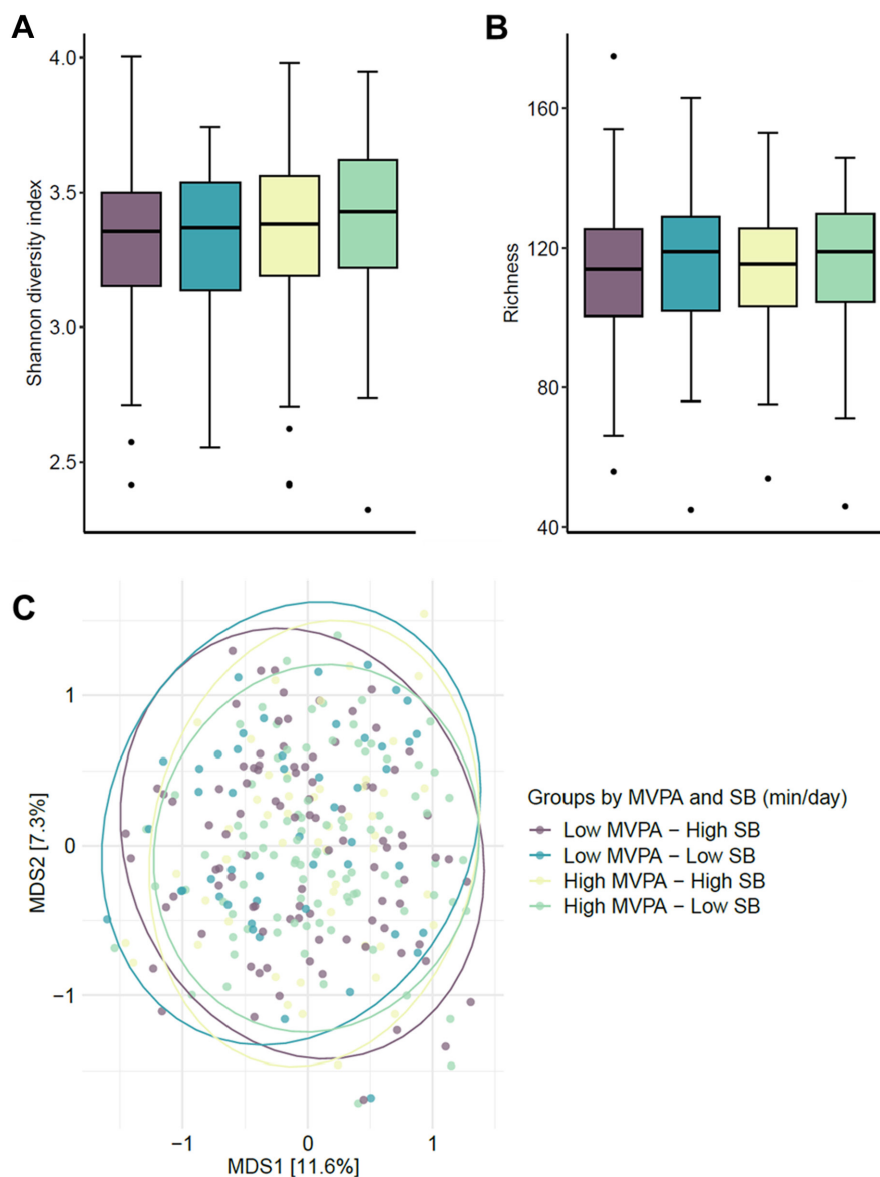 A
4.0
3.5
3.0
2.5
Shannon diversity index
B
160
120
80
40
Richness
C
1
0
−1
MDS2 [7.3%]
−1
0
1
MDS1 [11.6%]
Groups by MVPA and SB (min/day)
Low MVPA − High SB
Low MVPA − Low SB
High MVPA − High SB
High MVPA − Low SB